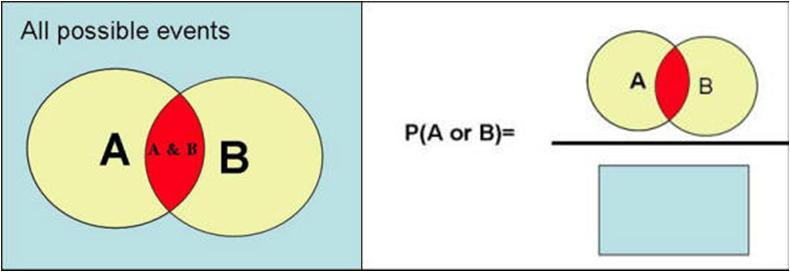 All possible events
A
A & B
B
P(A or B)=
A
B